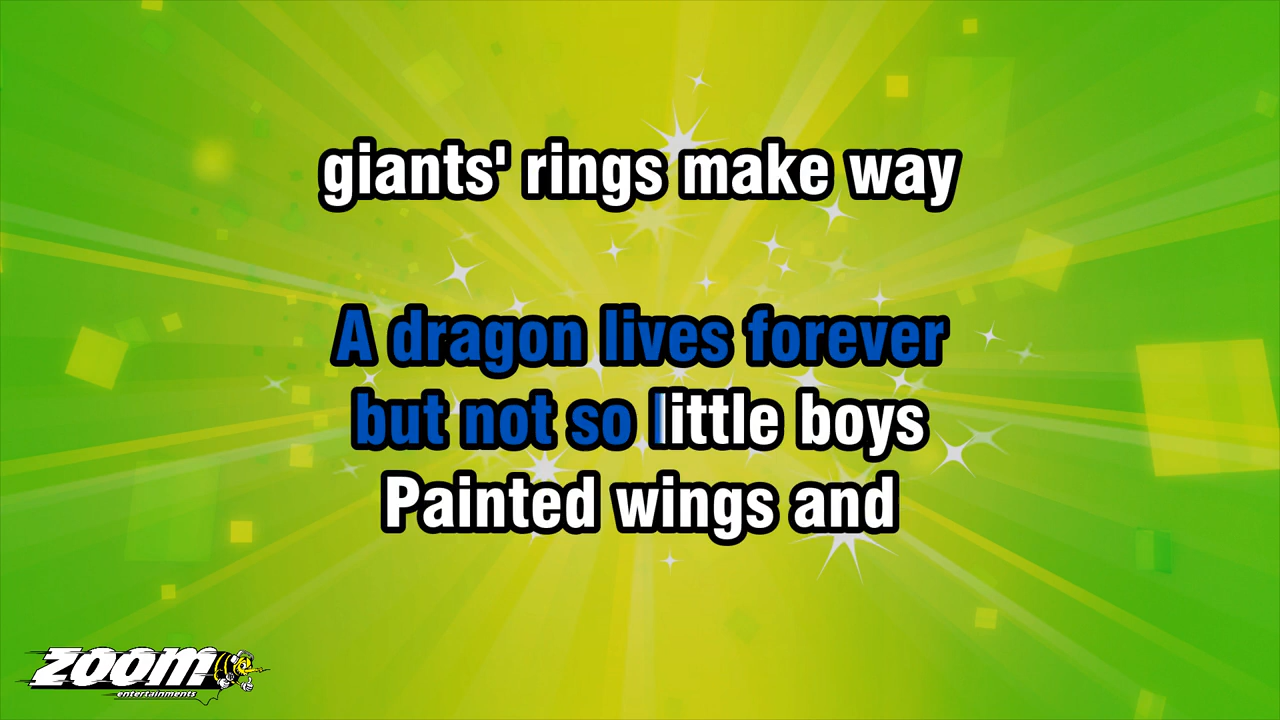 giants' rings make way
A dragon lives forever
but not so little boys
Painted wings and
ZOOM
entertainments